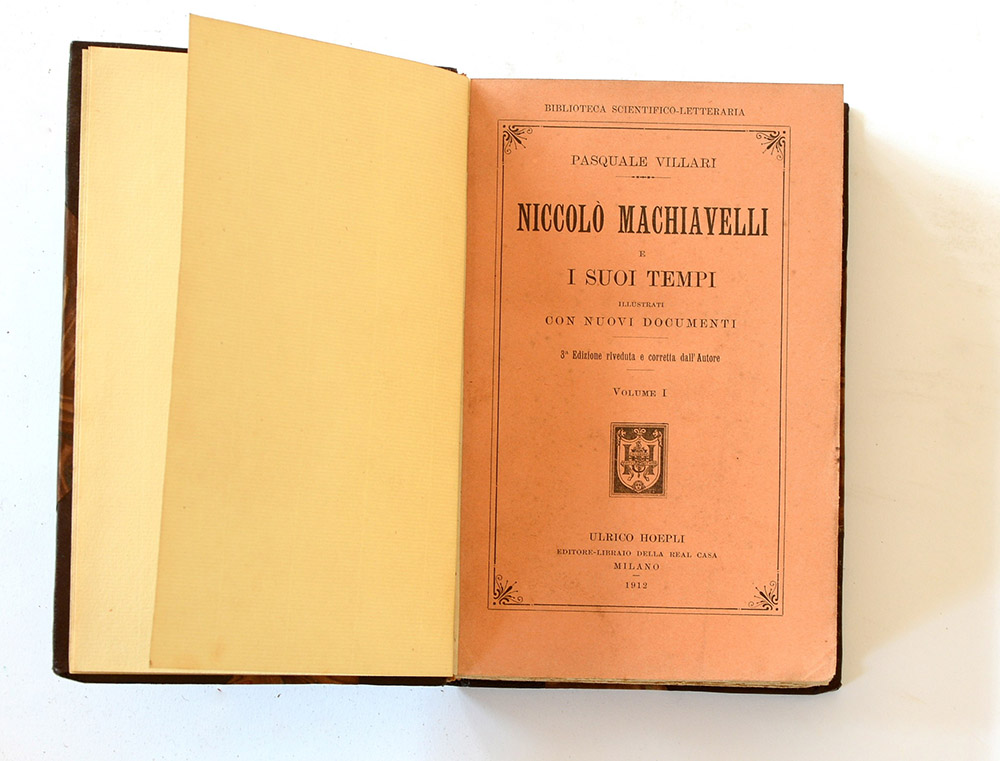 BIBLIOTECA SCIENTIFICO-LETTERARIA
PASQUALE VILLARI
NICCOLÒ MACHIAVELLI
E
I SUOI TEMPI
ILLUSTRATI
CON NUOVI DOCUMENTI
3ª Edizione riveduta e corretta dall'Autore
VOLUME I
ULRICO HOEPLI
EDITORE-LIBRAIO DELLA REAL CASA
MILANO
1912